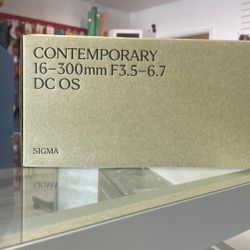 CONTEMPORARY
16-300mm F3.5-6.7
DC OS
SIGMA